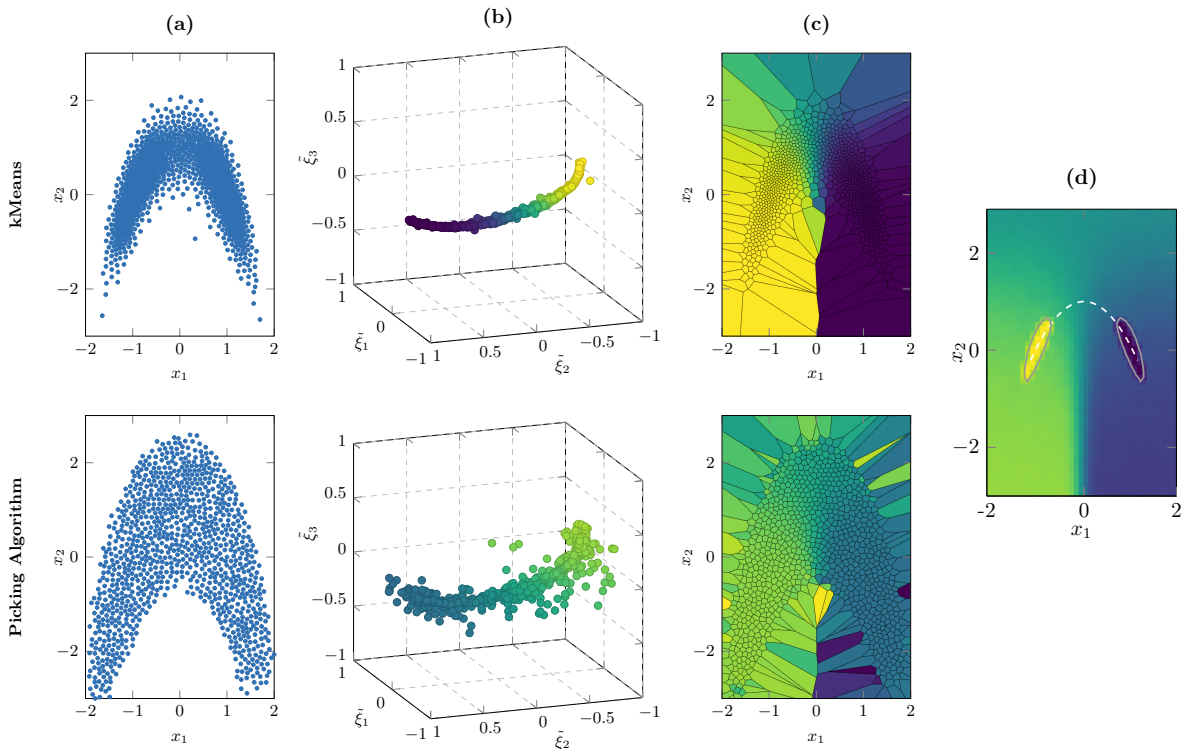 (a)
(b)
(c)
(d)
kMeans
−2 −1 0 1 2
−2
0
2
x₁
x₂
1
0.5
0
−0.5
−1
ξ̃₃
1
0
−1
ξ̃₁
1 0.5 0 −0.5 −1
ξ̃₂
−2 −1 0 1 2
−2
0
2
x₁
x₂
−2 0 2
−2
0
2
x₁
x₂
Picking Algorithm
−2 −1 0 1 2
−2
0
2
x₁
x₂
1
0.5
0
−0.5
−1
ξ̃₃
1
0
−1
ξ̃₁
1 0.5 0 −0.5 −1
ξ̃₂
−2 −1 0 1 2
−2
0
2
x₁
x₂